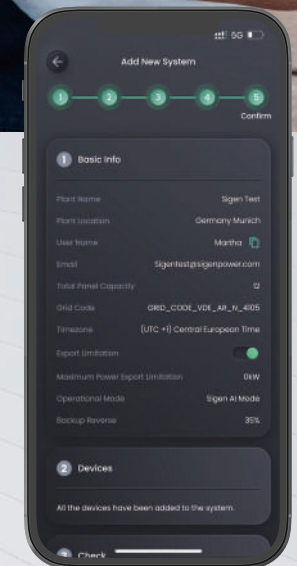 5G
Add New System
1 2 3 4 5
Confirm
1 Basic Info
Plant Name Sigen Test
Plant Location Germany Munich
User Name Martha
Email Sigentest@sigenpower.com
Total Panel Capacity 12
Grid Code GRID_CODE_VDE_AR_N_4105
Timezone (UTC +1) Central European Time
Export Limitation
Maximum Power Export Limitation 0kW
Operational Mode Sigen AI Mode
Backup Reverse 35%
2 Devices
All the devices have been added to the system.
3 Check